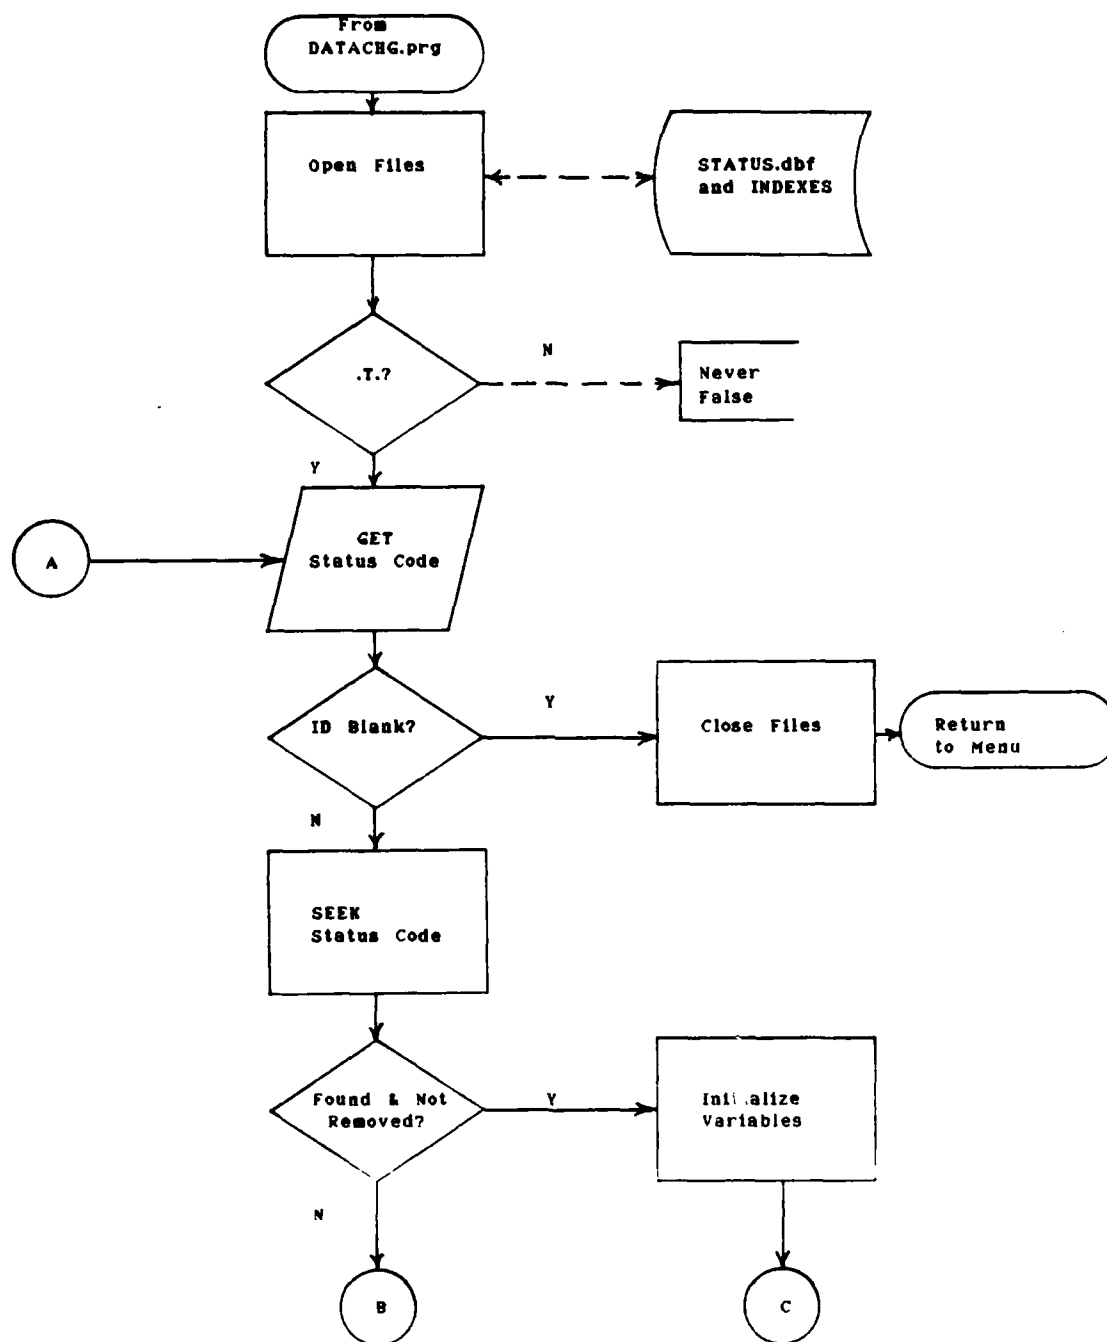 From
DATACHG.prg
Open Files
STATUS.dbf
and INDEXES
.T.?
N
Never
False
Y
A
GET
Status Code
ID Blank?
Y
Close Files
Return
to Menu
N
SEEK
Status Code
Found & Not
Removed?
Y
Initialize
Variables
N
B
C